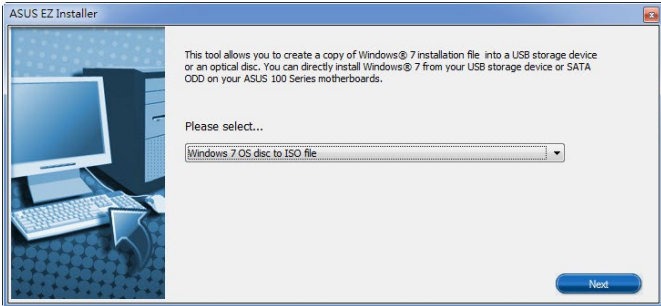 ASUS EZ Installer
This tool allows you to create a copy of Windows® 7 installation file into a USB storage device
or an optical disc. You can directly install Windows® 7 from your USB storage device or SATA
ODD on your ASUS 100 Series motherboards.
Please select...
Windows 7 OS disc to ISO file
Next